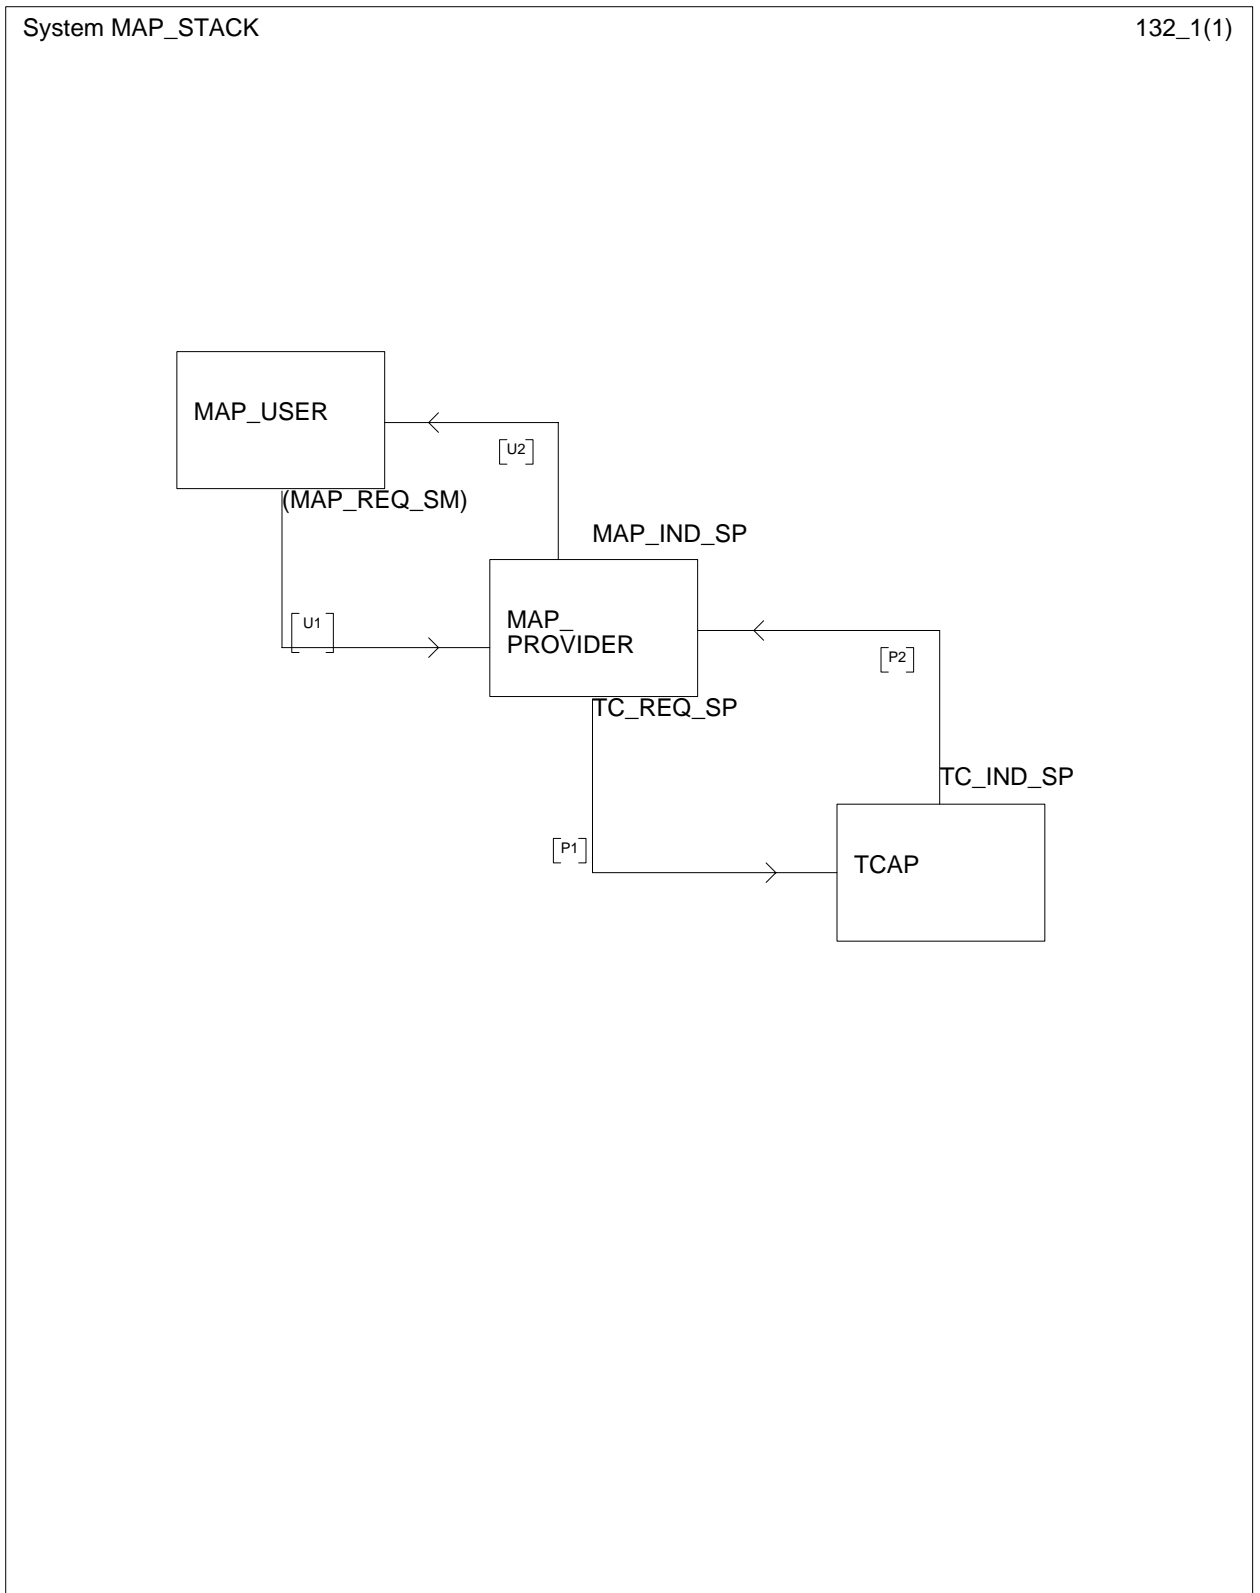 System MAP_STACK
132_1(1)
MAP_USER
[U2]
(MAP_REQ_SM)
MAP_IND_SP
[U1]
MAP_
PROVIDER
[P2]
TC_REQ_SP
TC_IND_SP
[P1]
TCAP